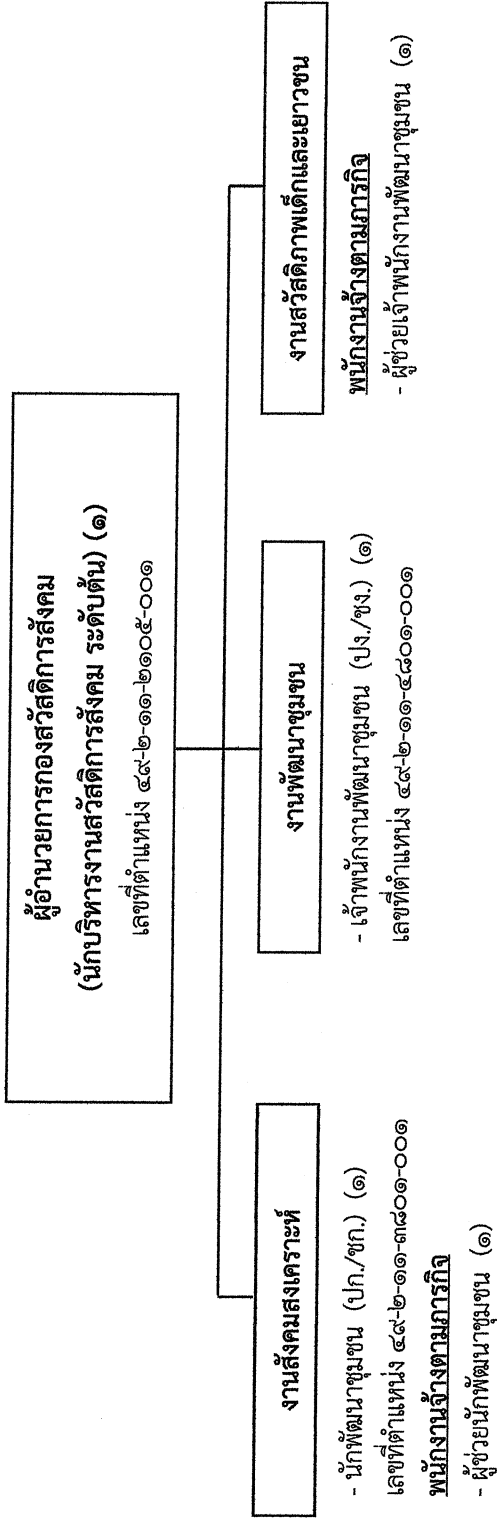 ผู้อำนวยการกองสวัสดิการสังคม
(นักบริหารงานสวัสดิการสังคม ระดับต้น) (๑)
เลขที่ตำแหน่ง ๔๙-๒-๑๑-๒๑๐๕-๐๐๑
งานสังคมสงเคราะห์
- นักพัฒนาชุมชน (ปก./ชก.) (๑)
เลขที่ตำแหน่ง ๔๙-๒-๑๑-๓๘๐๑-๐๐๑
พนักงานจ้างตามภารกิจ
- ผู้ช่วยนักพัฒนาชุมชน (๑)
งานพัฒนาชุมชน
- เจ้าพนักงานพัฒนาชุมชน (ปง./ชง.) (๑)
เลขที่ตำแหน่ง ๔๙-๒-๑๑-๔๘๐๑-๐๐๑
งานสวัสดิภาพเด็กและเยาวชน
พนักงานจ้างตามภารกิจ
- ผู้ช่วยเจ้าพนักงานพัฒนาชุมชน (๑)